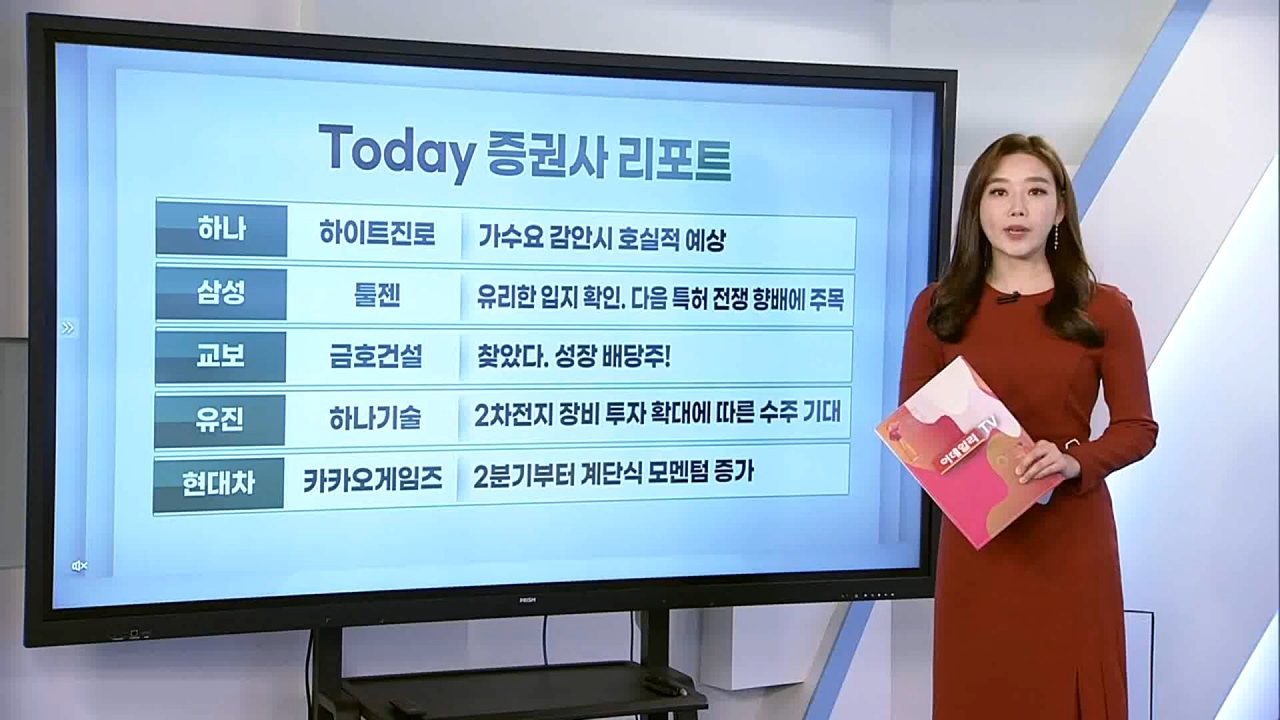 Today 증권사 리포트
하나 하이트진로 가수요 감안시 호실적 예상
삼성 툴젠 유리한 입지 확인. 다음 특허 전쟁 향배에 주목
교보 금호건설 찾았다. 성장 배당주!
유진 하나기술 2차전지 장비 투자 확대에 따른 수주 기대
현대차 카카오게임즈 2분기부터 계단식 모멘텀 증가
PRISM
이데일리 TV